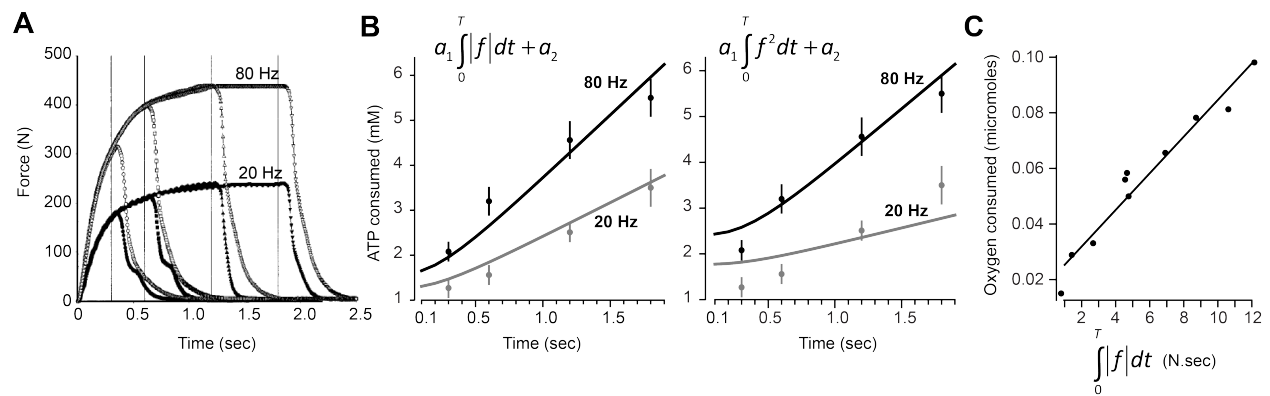 A
500
400
300
200
100
0
Force (N)
80 Hz
20 Hz
0
0.5
1.0
1.5
2.0
2.5
Time (sec)
B
a₁∫₀ᵀ|f|dt + a₂
6
5
4
3
2
1
ATP consumed (mM)
80 Hz
20 Hz
0.1
0.5
1.0
1.5
Time (sec)
a₁∫₀ᵀf²dt + a₂
6
5
4
3
2
1
80 Hz
20 Hz
0.1
0.5
1.0
1.5
Time (sec)
C
0.10
0.80
0.06
0.04
0.02
Oxygen consumed (micromoles)
2
4
6
8
10
12
∫₀ᵀ|f|dt (N.sec)